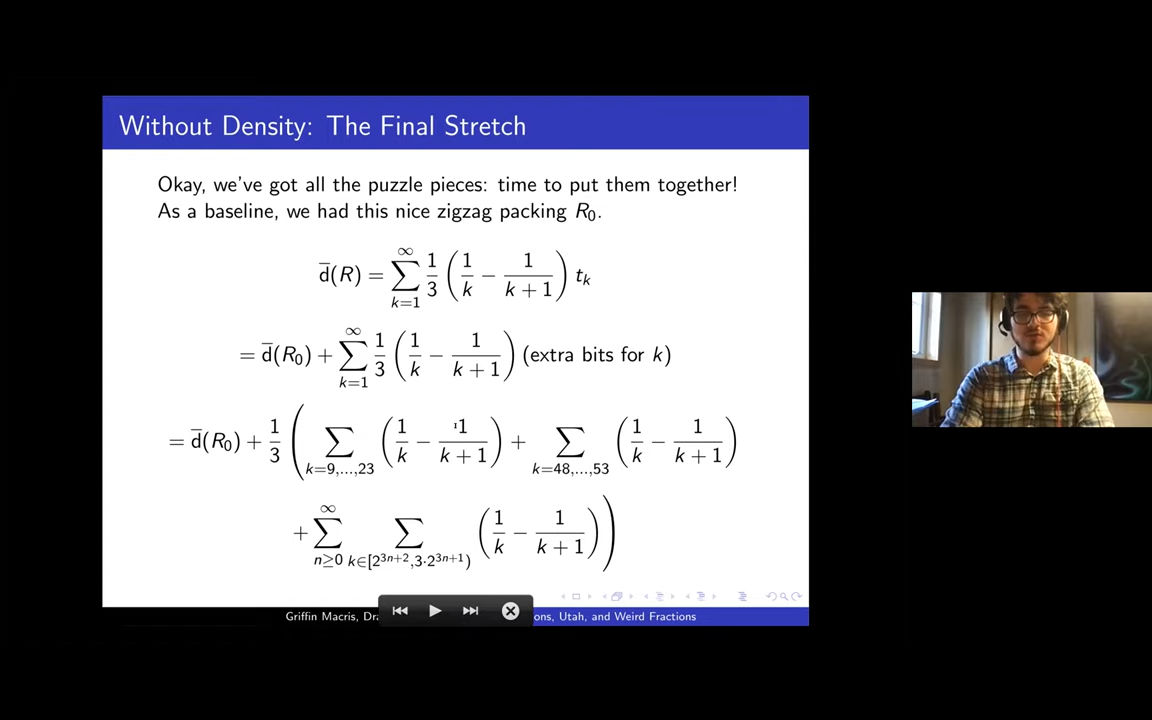 Without Density: The Final Stretch
Okay, we've got all the puzzle pieces: time to put them together!
As a baseline, we had this nice zigzag packing R₀.
d̅(R) = ∑_{k=1}^{∞} 1/3 (1/k − 1/(k+1)) t_k
= d̅(R₀) + ∑_{k=1}^{∞} 1/3 (1/k − 1/(k+1)) (extra bits for k)
= d̅(R₀) + 1/3 ( ∑_{k=9,...,23} (1/k − 1/(k+1)) + ∑_{k=48,...,53} (1/k − 1/(k+1))
+ ∑_{n≥0}^{∞} ∑_{k∈[2^{3n+2},3·2^{3n+1})} (1/k − 1/(k+1)) )
Griffin Macris, Utah, and Weird Fractions